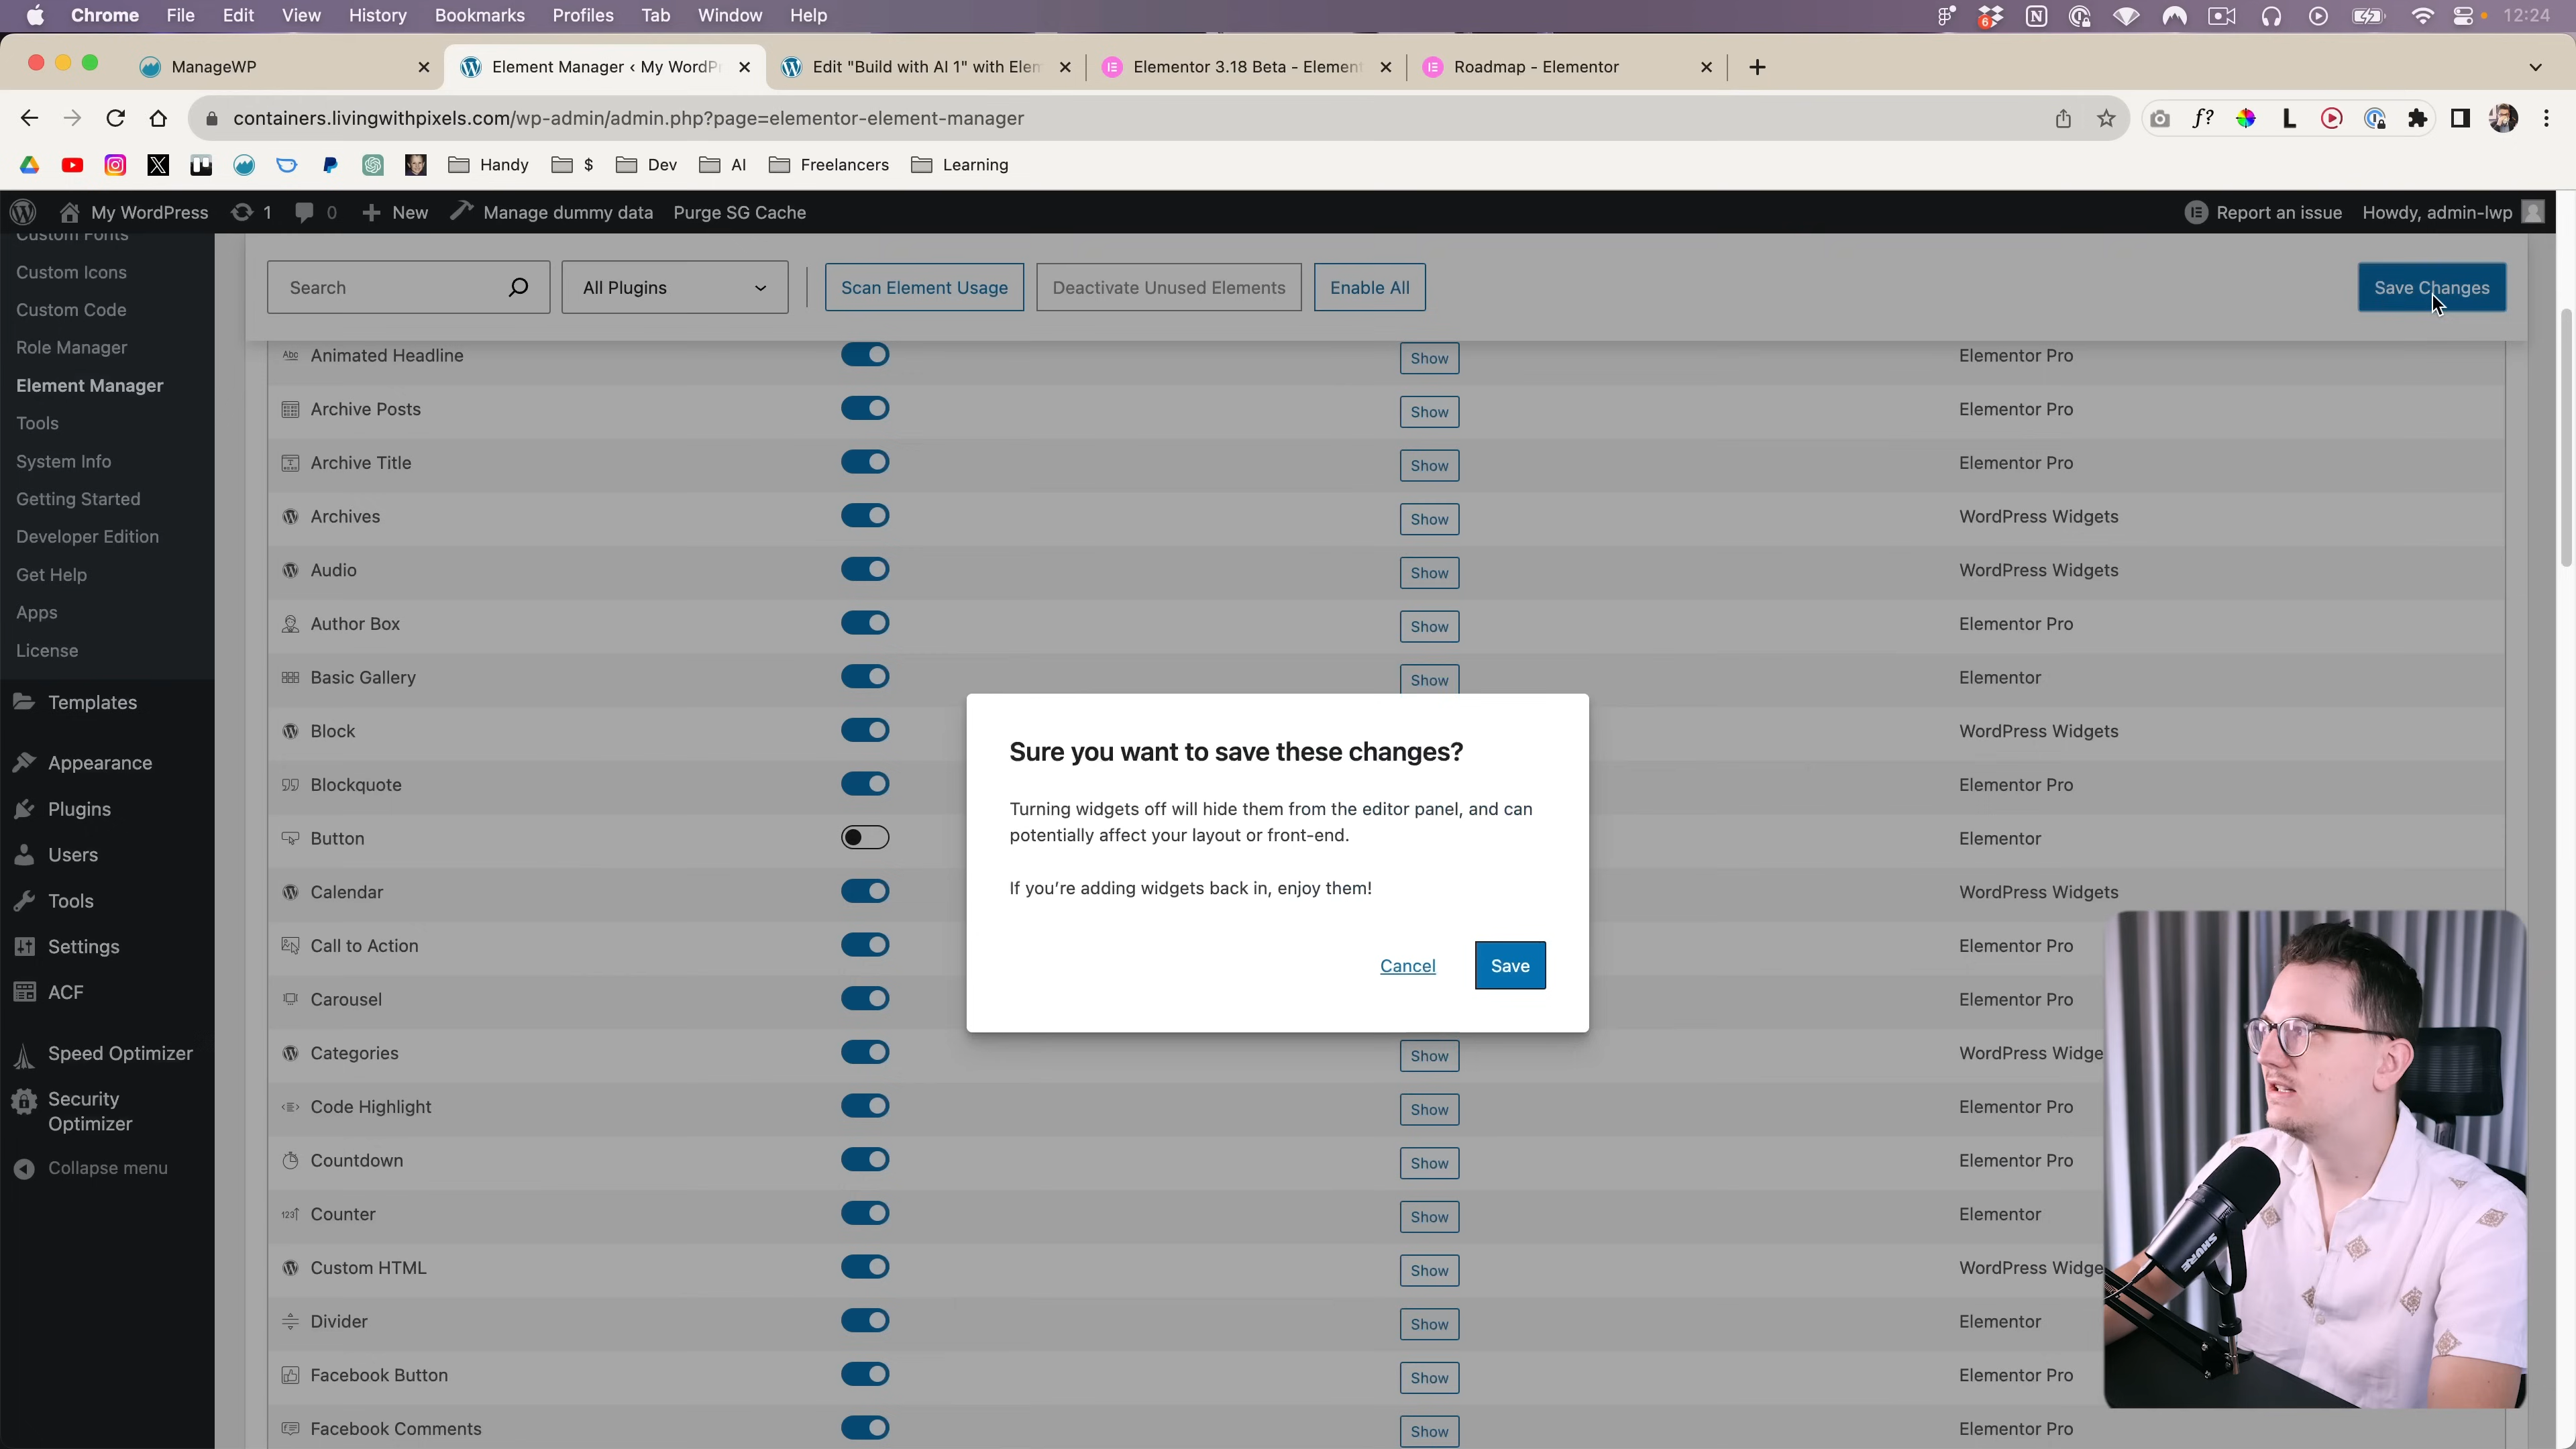 Chrome File Edit View History Bookmarks Profiles Tab Window Help 6 12:24
ManageWP Element Manager ‹ My WordPr Edit "Build with AI 1" with Elem Elementor 3.18 Beta - Element Roadmap - Elementor
containers.livingwithpixels.com/wp-admin/admin.php?page=elementor-element-manager
Handy $ Dev AI Freelancers Learning
My WordPress 1 0 New Manage dummy data Purge SG Cache Report an issue Howdy, admin-lwp
Custom Fonts
Custom Icons
Custom Code
Role Manager
Element Manager
Tools
System Info
Getting Started
Developer Edition
Get Help
Apps
License
Templates
Appearance
Plugins
Users
Tools
Settings
ACF
Speed Optimizer
Security
Optimizer
Collapse menu
Search All Plugins Scan Element Usage Deactivate Unused Elements Enable All Save Changes
Animated Headline Show Elementor Pro
Archive Posts Show Elementor Pro
Archive Title Show Elementor Pro
Archives Show WordPress Widgets
Audio Show WordPress Widgets
Author Box Show Elementor Pro
Basic Gallery Show Elementor
Block WordPress Widgets
Blockquote Elementor Pro
Button Elementor
Calendar WordPress Widgets
Call to Action Elementor Pro
Carousel Elementor Pro
Categories Show WordPress Widge
Code Highlight Show Elementor Pro
Countdown Show Elementor Pro
Counter Show Elementor
Custom HTML Show WordPress Widge
Divider Show Elementor
Facebook Button Show Elementor Pro
Facebook Comments Show Elementor Pro
Sure you want to save these changes?
Turning widgets off will hide them from the editor panel, and can
potentially affect your layout or front-end.
If you're adding widgets back in, enjoy them!
Cancel Save
SHURE